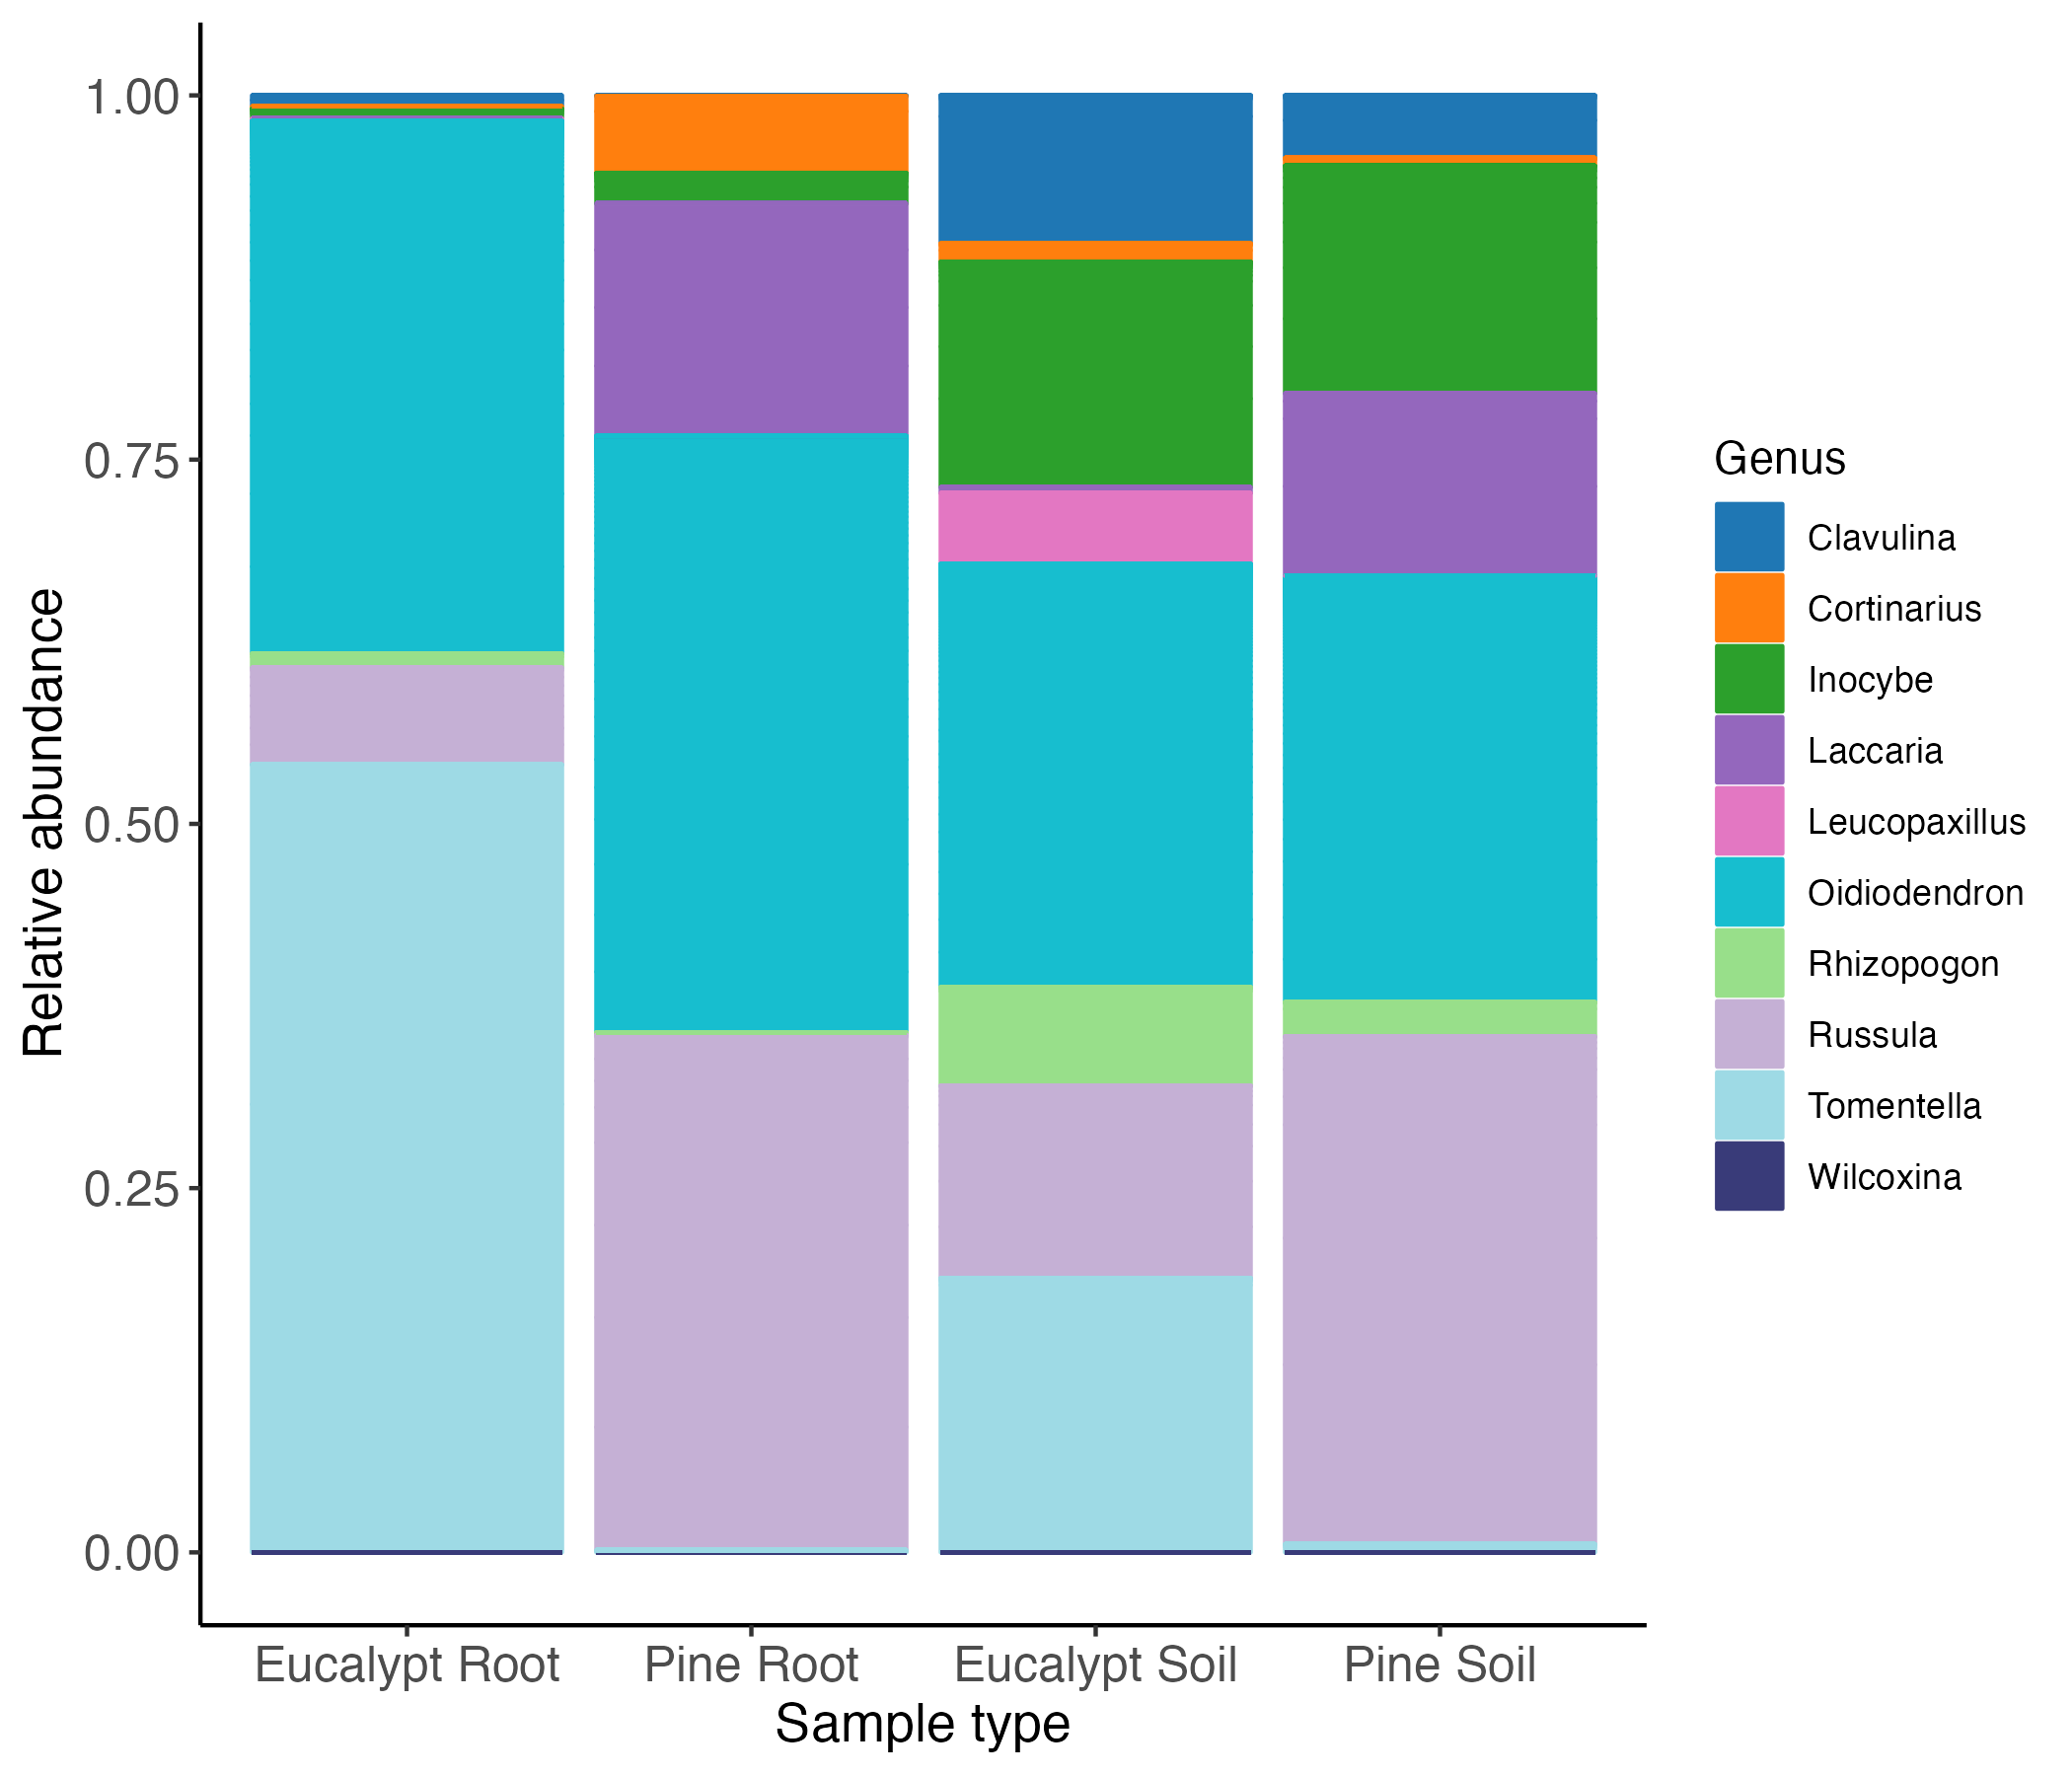 Relative abundance
1.00
0.75
0.50
0.25
0.00
Eucalypt Root
Pine Root
Eucalypt Soil
Pine Soil
Sample type
Genus
Clavulina
Cortinarius
Inocybe
Laccaria
Leucopaxillus
Oidiodendron
Rhizopogon
Russula
Tomentella
Wilcoxina